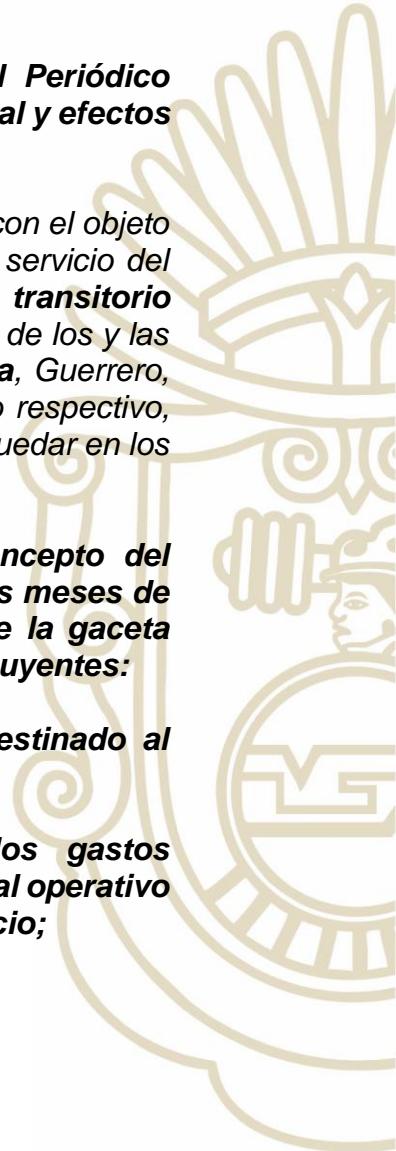 l Periódico
al y efectos
con el objeto
servicio del
transitorio
de los y las
a, Guerrero,
o respectivo,
uedar en los
oncepto del
s meses de
e la gaceta
uyentes:
estinado al
los gastos
al operativo
cio;